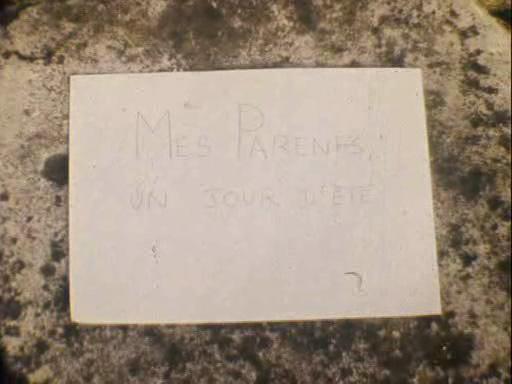 MES PARENTS
UN JOUR D'ÉTÉ